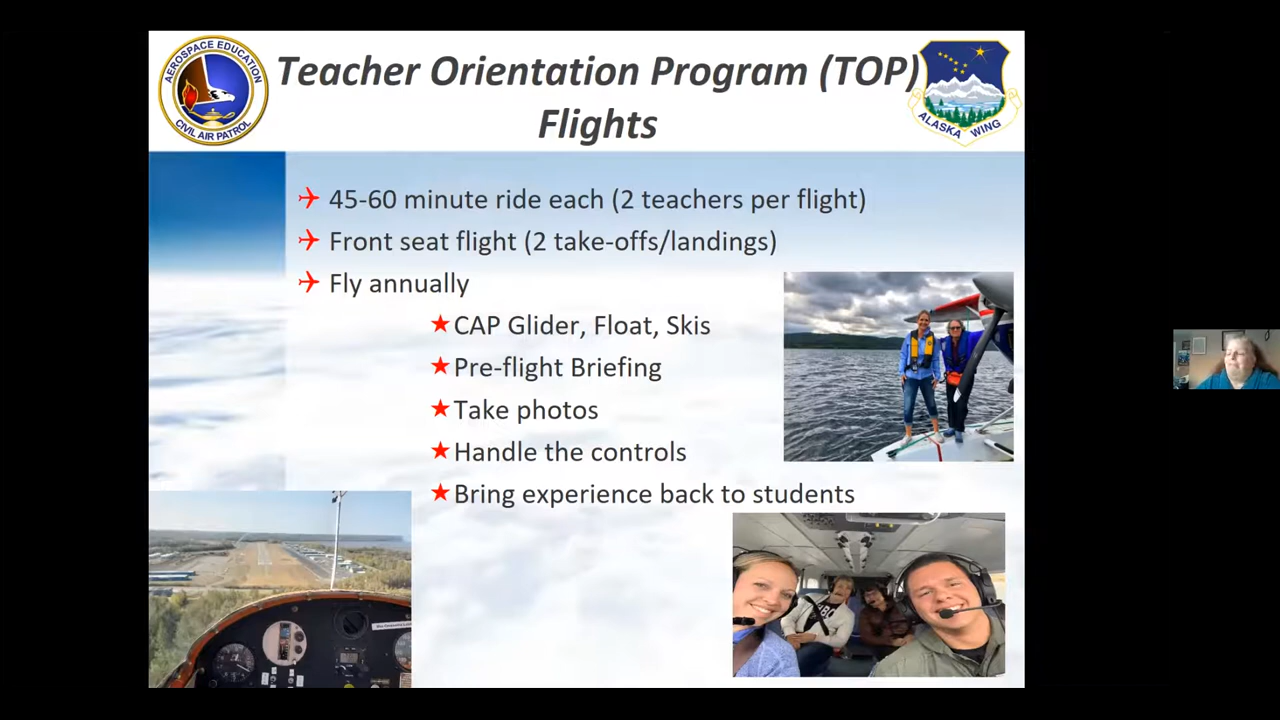 AEROSPACE EDUCATION
CIVIL AIR PATROL
Teacher Orientation Program (TOP)
Flights
ALASKA WING
45-60 minute ride each (2 teachers per flight)
Front seat flight (2 take-offs/landings)
Fly annually
CAP Glider, Float, Skis
Pre-flight Briefing
Take photos
Handle the controls
Bring experience back to students